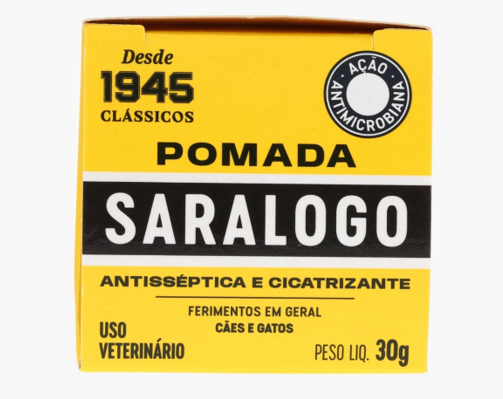 Desde
1945
CLÁSSICOS
· AÇÃO ·
ANTIMICROBIANA
POMADA
SARALOGO
ANTISSÉPTICA E CICATRIZANTE
FERIMENTOS EM GERAL
CÃES E GATOS
USO
VETERINÁRIO
PESO LIQ. 30g